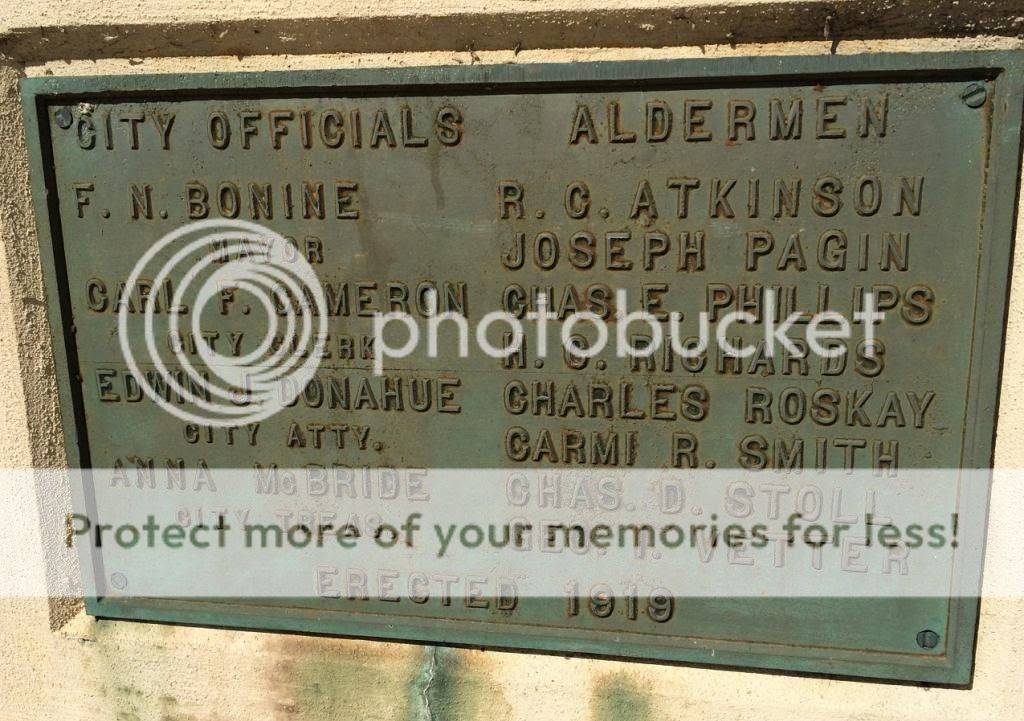 CITY OFFICIALS
F. N. BONINE
MAYOR
CARL F. CAMERON
CITY CLERK
EDWIN J. DONAHUE
CITY ATTY.
ANNA McBRIDE
CITY TREAS.
ALDERMEN
R. C. ATKINSON
JOSEPH PAGIN
CHAS. E. PHILLIPS
H. C. RICHARDS
CHARLES ROSKAY
CARMI R. SMITH
CHAS. D. STOLL
GEO. VETTER
ERECTED 1919
photobucket
Protect more of your memories for less!